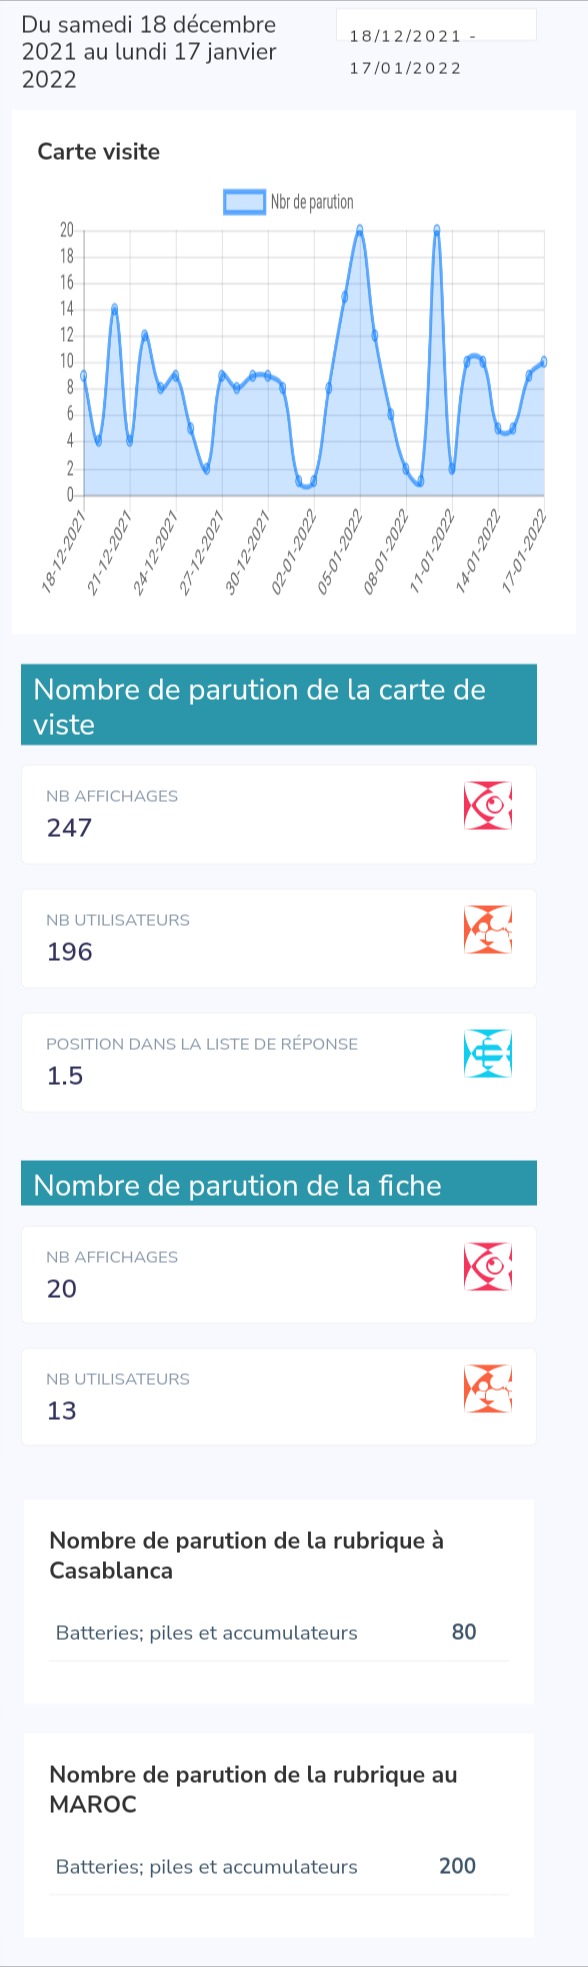 Du samedi 18 décembre
2021 au lundi 17 janvier
2022
18/12/2021 -
17/01/2022
Carte visite
Nbr de parution
20
18
16
14
12
10
8
6
4
2
0
18-12-2021
21-12-2021
24-12-2021
27-12-2021
30-12-2021
02-01-2022
05-01-2022
08-01-2022
11-01-2022
14-01-2022
17-01-2022
Nombre de parution de la carte de
viste
NB AFFICHAGES
247
NB UTILISATEURS
196
POSITION DANS LA LISTE DE RÉPONSE
1.5
Nombre de parution de la fiche
NB AFFICHAGES
20
NB UTILISATEURS
13
Nombre de parution de la rubrique à
Casablanca
Batteries; piles et accumulateurs 80
Nombre de parution de la rubrique au
MAROC
Batteries; piles et accumulateurs 200